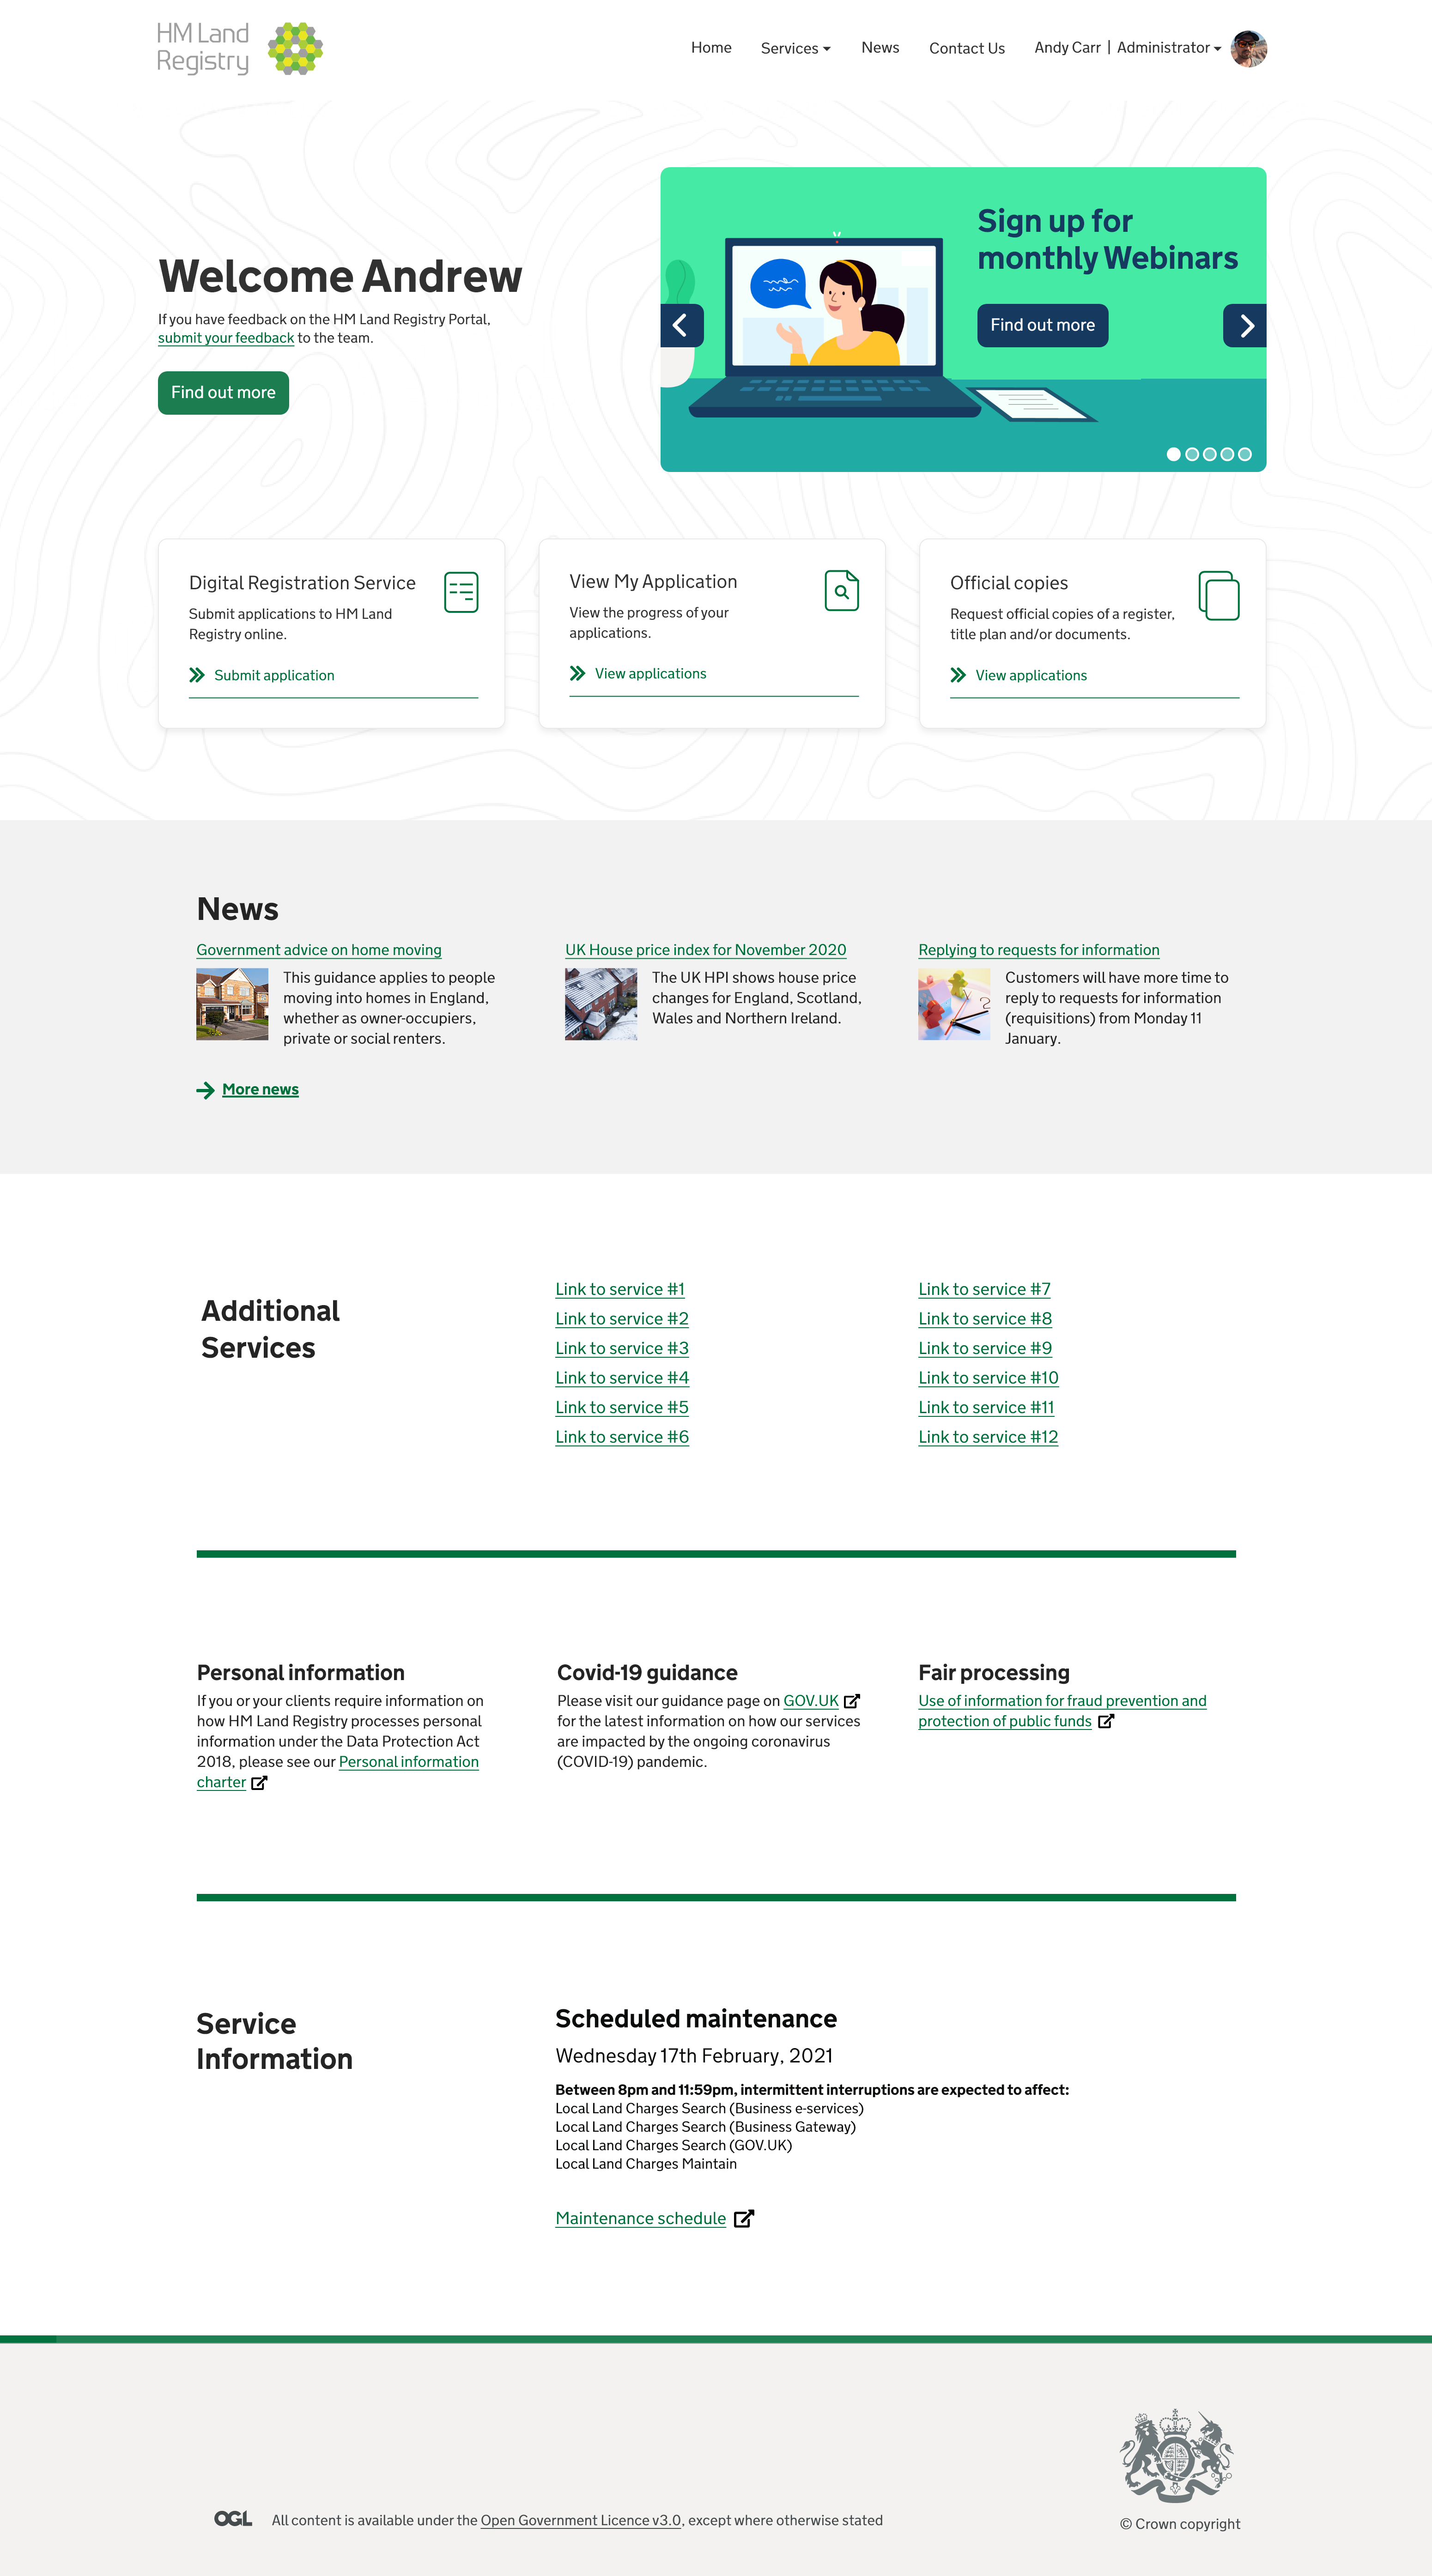 HM Land
Registry
Home
Services
News
Contact Us
Andy Carr | Administrator
Welcome Andrew
If you have feedback on the HM Land Registry Portal,
submit your feedback to the team.
Find out more
Sign up for
monthly Webinars
Find out more
Digital Registration Service
Submit applications to HM Land
Registry online.
Submit application
View My Application
View the progress of your
applications.
View applications
Official copies
Request official copies of a register,
title plan and/or documents.
View applications
News
Government advice on home moving
This guidance applies to people
moving into homes in England,
whether as owner-occupiers,
private or social renters.
UK House price index for November 2020
The UK HPI shows house price
changes for England, Scotland,
Wales and Northern Ireland.
Replying to requests for information
Customers will have more time to
reply to requests for information
(requisitions) from Monday 11
January.
More news
Additional
Services
Link to service #1
Link to service #2
Link to service #3
Link to service #4
Link to service #5
Link to service #6
Link to service #7
Link to service #8
Link to service #9
Link to service #10
Link to service #11
Link to service #12
Personal information
If you or your clients require information on
how HM Land Registry processes personal
information under the Data Protection Act
2018, please see our Personal information
charter
Covid-19 guidance
Please visit our guidance page on GOV.UK
for the latest information on how our services
are impacted by the ongoing coronavirus
(COVID-19) pandemic.
Fair processing
Use of information for fraud prevention and
protection of public funds
Service
Information
Scheduled maintenance
Wednesday 17th February, 2021
Between 8pm and 11:59pm, intermittent interruptions are expected to affect:
Local Land Charges Search (Business e-services)
Local Land Charges Search (Business Gateway)
Local Land Charges Search (GOV.UK)
Local Land Charges Maintain
Maintenance schedule
OGL
All content is available under the Open Government Licence v3.0, except where otherwise stated
© Crown copyright